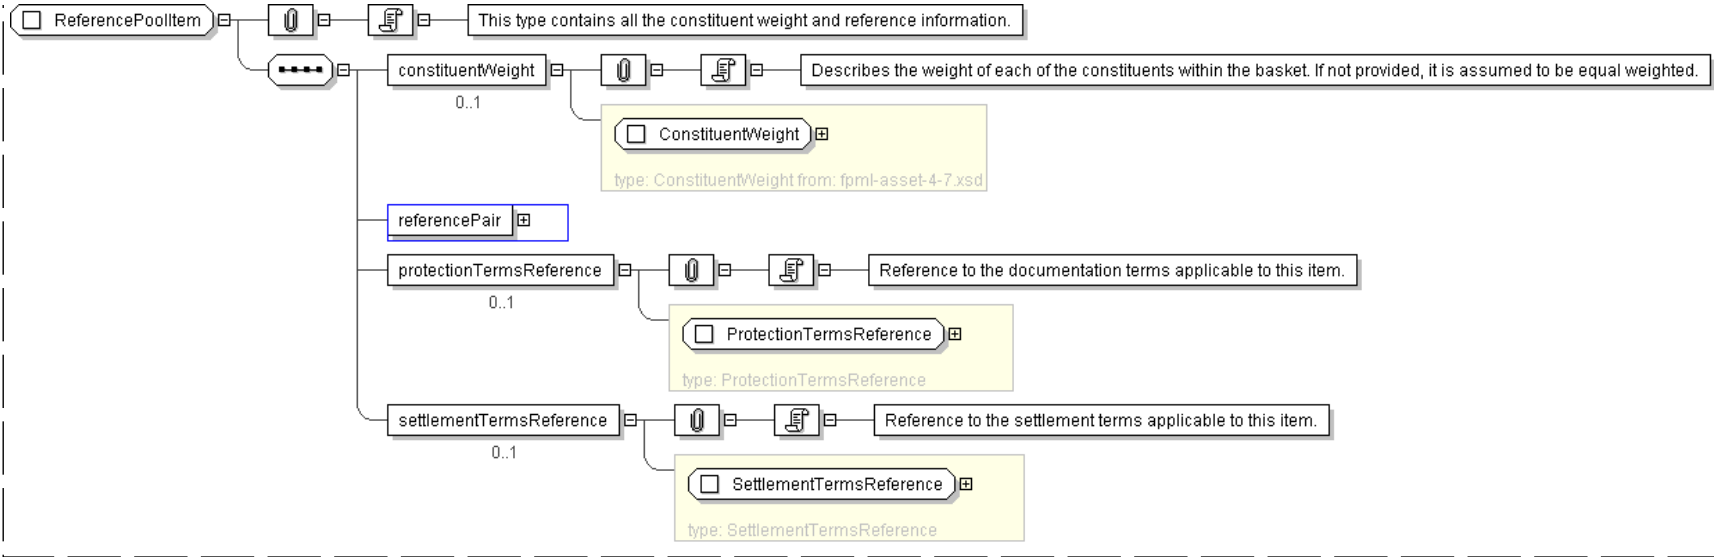 ReferencePoolItem
This type contains all the constituent weight and reference information.
constituentWeight
Describes the weight of each of the constituents within the basket. If not provided, it is assumed to be equal weighted.
0..1
ConstituentWeight
type: ConstituentWeight from: fpml-asset-4-7.xsd
referencePair
protectionTermsReference
Reference to the documentation terms applicable to this item.
0..1
ProtectionTermsReference
type: ProtectionTermsReference
settlementTermsReference
Reference to the settlement terms applicable to this item.
0..1
SettlementTermsReference
type: SettlementTermsReference